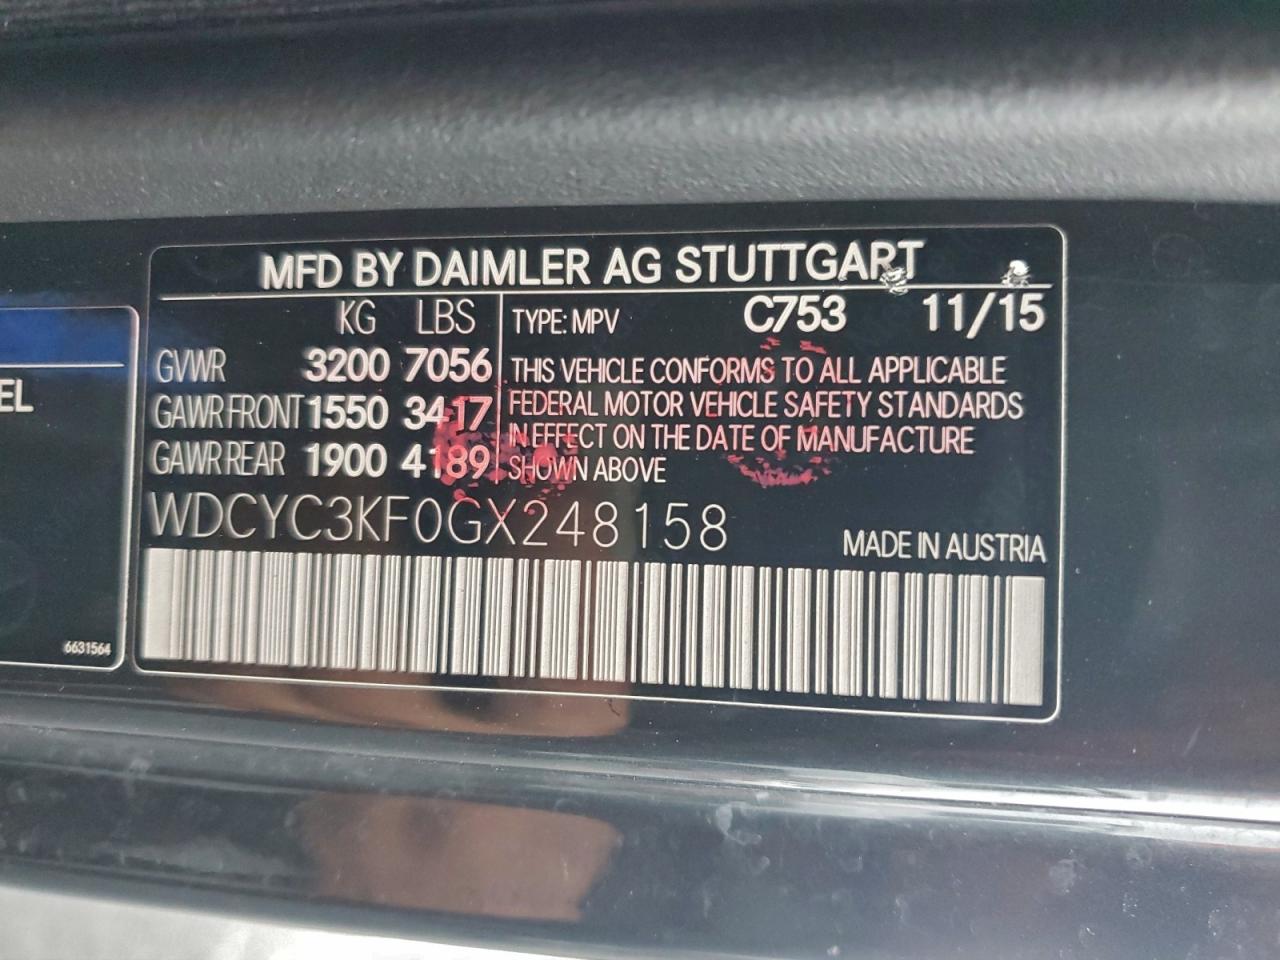 MFD BY DAIMLER AG STUTTGART
KG LBS
GVWR 3200 7056
GAWR FRONT 1550 3417
GAWR REAR 1900 4189
TYPE: MPV C753 11/15
THIS VEHICLE CONFORMS TO ALL APPLICABLE
FEDERAL MOTOR VEHICLE SAFETY STANDARDS
IN EFFECT ON THE DATE OF MANUFACTURE
SHOWN ABOVE
WDCYC3KF0GX248158
MADE IN AUSTRIA
EL
6631564